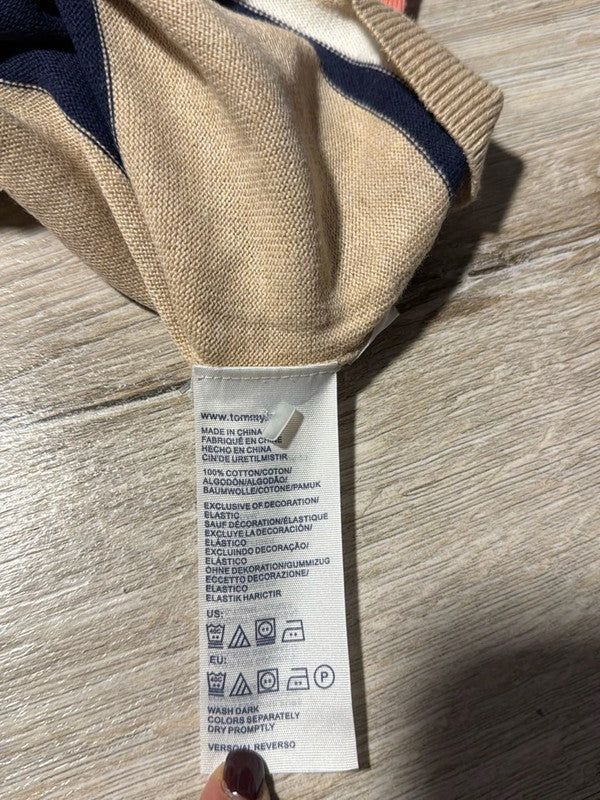 www.tommy.
MADE IN CHINA
FABRIQUÉ EN CHINE
HECHO EN CHINA
CIN'DE URETILMISTIR
100% COTTON/COTON/
ALGODÓN/ALGODÃO/
BAUMWOLLE/COTONE/PAMUK
EXCLUSIVE OF DECORATION/
ELASTIC
SAUF DÉCORATION/ÉLASTIQUE
EXCLUYE LA DECORACIÓN/
ELÁSTICO
EXCLUINDO DECORAÇÃO/
ELÁSTICO
OHNE DEKORATION/GUMMIZUG
ECCETTO DECORAZIONE/
ELASTICO
ELASTIK HARICTIR
US:
40C
EU:
40C
P
WASH DARK
COLORS SEPARATELY
DRY PROMPTLY
VERSO/AL REVERSO